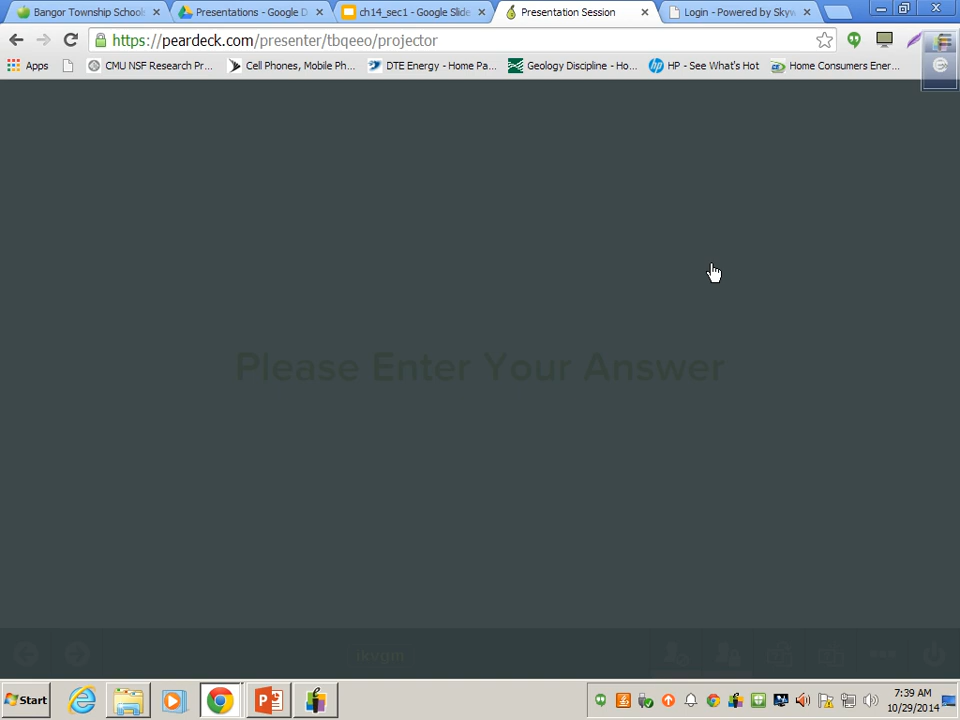 Bangor Township Schools
Presentations - Google D
ch14_sec1 - Google Slide
Presentation Session
Login - Powered by Skyw
https://peardeck.com/presenter/tbqeeo/projector
Apps
CMU NSF Research Pr...
Cell Phones, Mobile Ph...
DTE Energy - Home Pa...
Geology Discipline - Ho...
HP - See What's Hot
Home Consumers Ener...
Please Enter Your Answer
Start
7:39 AM
10/29/2014